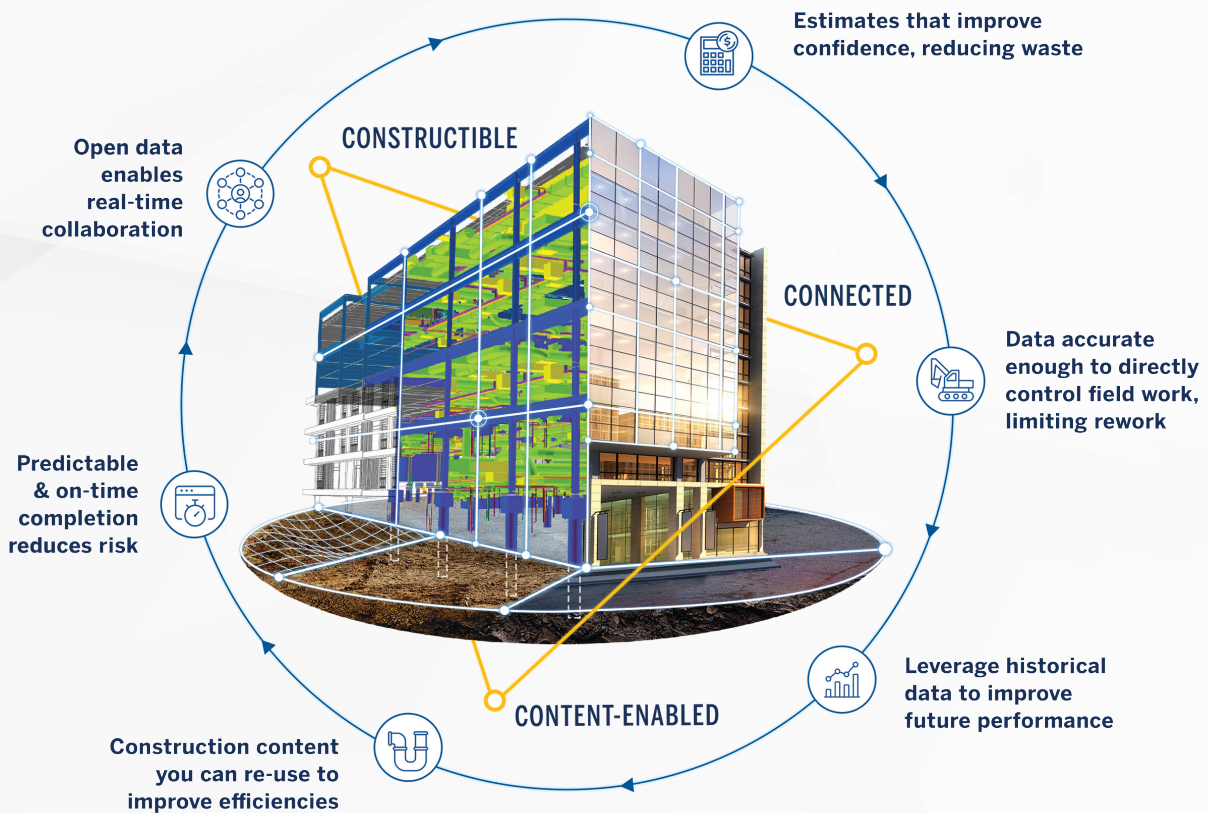 Estimates that improve
confidence, reducing waste
CONSTRUCTIBLE
Open data
enables
real-time
collaboration
CONNECTED
Data accurate
enough to directly
control field work,
limiting rework
Predictable
& on-time
completion
reduces risk
Leverage historical
data to improve
future performance
CONTENT-ENABLED
Construction content
you can re-use to
improve efficiencies